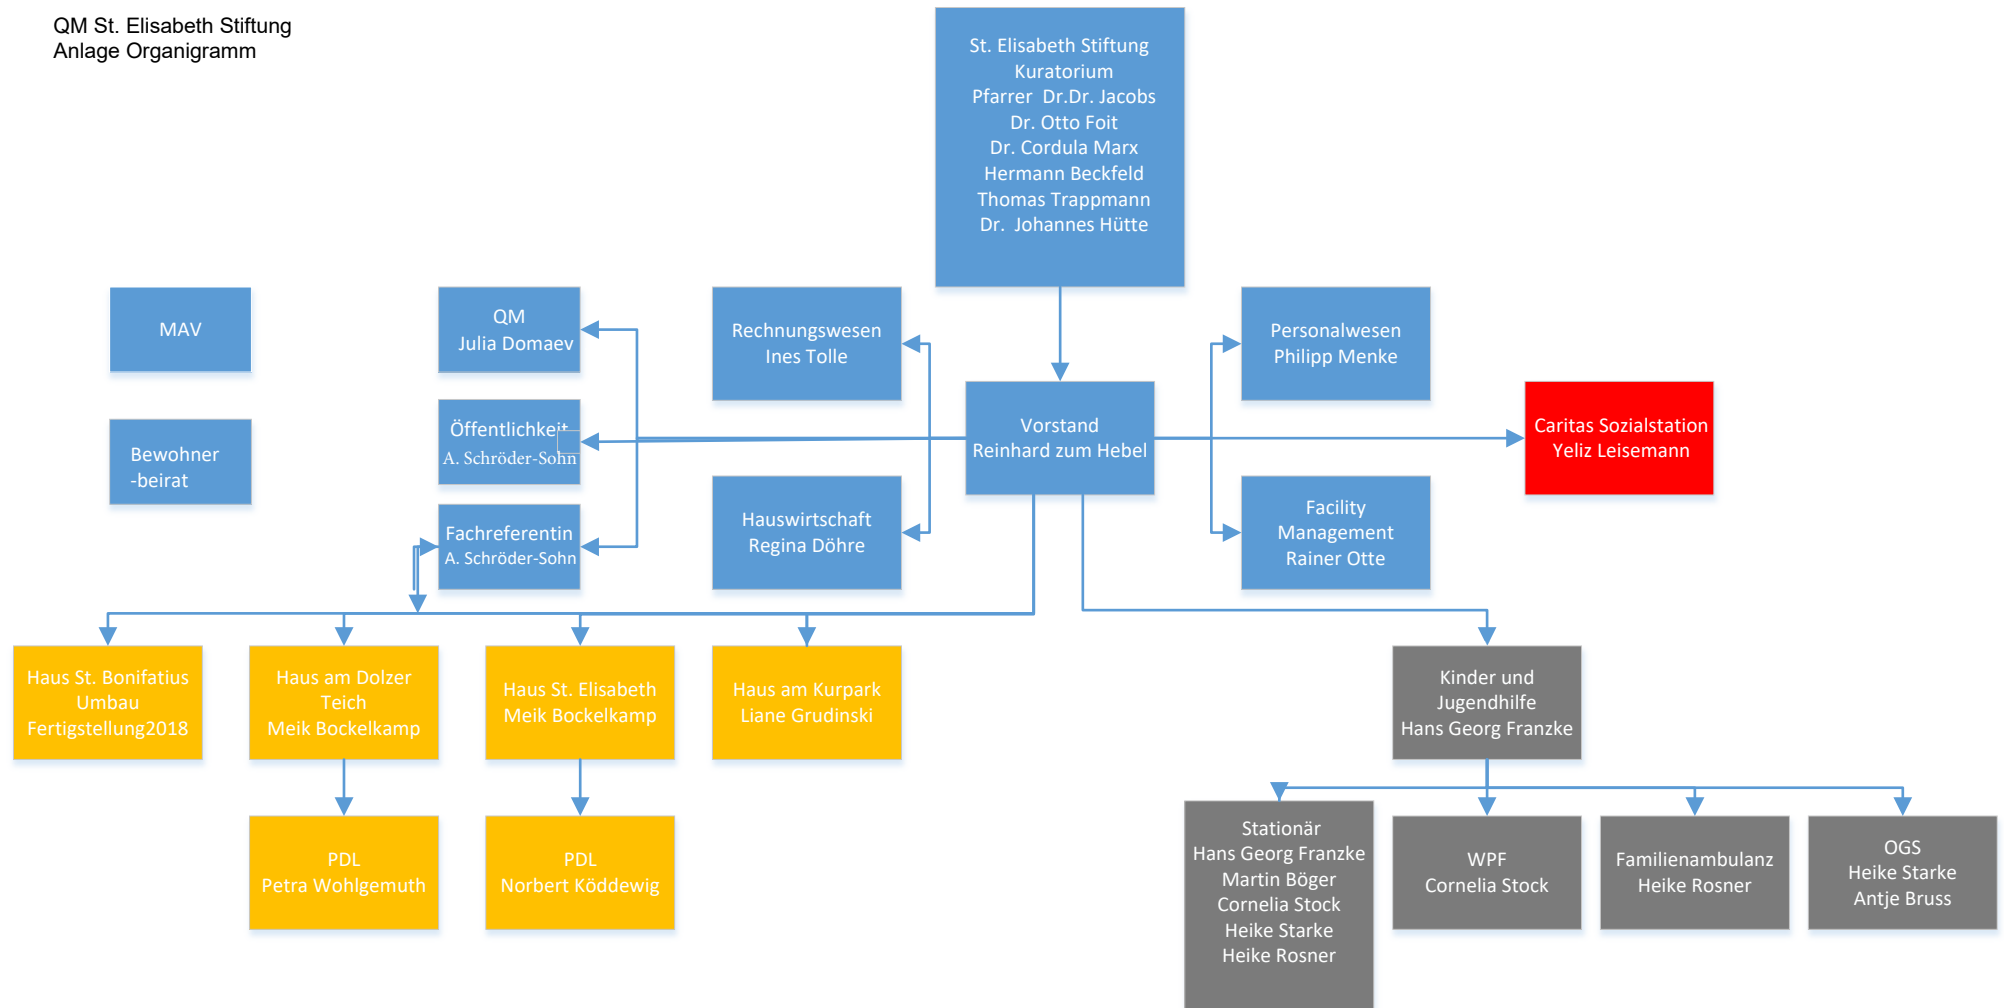 QM St. Elisabeth Stiftung
Anlage Organigramm
St. Elisabeth Stiftung
Kuratorium
Pfarrer Dr.Dr. Jacobs
Dr. Otto Foit
Dr. Cordula Marx
Hermann Beckfeld
Thomas Trappmann
Dr. Johannes Hütte
MAV
QM
Julia Domaev
Rechnungswesen
Ines Tolle
Personalwesen
Philipp Menke
Bewohner
-beirat
Öffentlichkeit
A. Schröder-Sohn
Vorstand
Reinhard zum Hebel
Caritas Sozialstation
Yeliz Leisemann
Fachreferentin
A. Schröder-Sohn
Hauswirtschaft
Regina Döhre
Facility
Management
Rainer Otte
Haus St. Bonifatius
Umbau
Fertigstellung2018
Haus am Dolzer
Teich
Meik Bockelkamp
Haus St. Elisabeth
Meik Bockelkamp
Haus am Kurpark
Liane Grudinski
Kinder und
Jugendhilfe
Hans Georg Franzke
PDL
Petra Wohlgemuth
PDL
Norbert Köddewig
Stationär
Hans Georg Franzke
Martin Böger
Cornelia Stock
Heike Starke
Heike Rosner
WPF
Cornelia Stock
Familienambulanz
Heike Rosner
OGS
Heike Starke
Antje Bruss